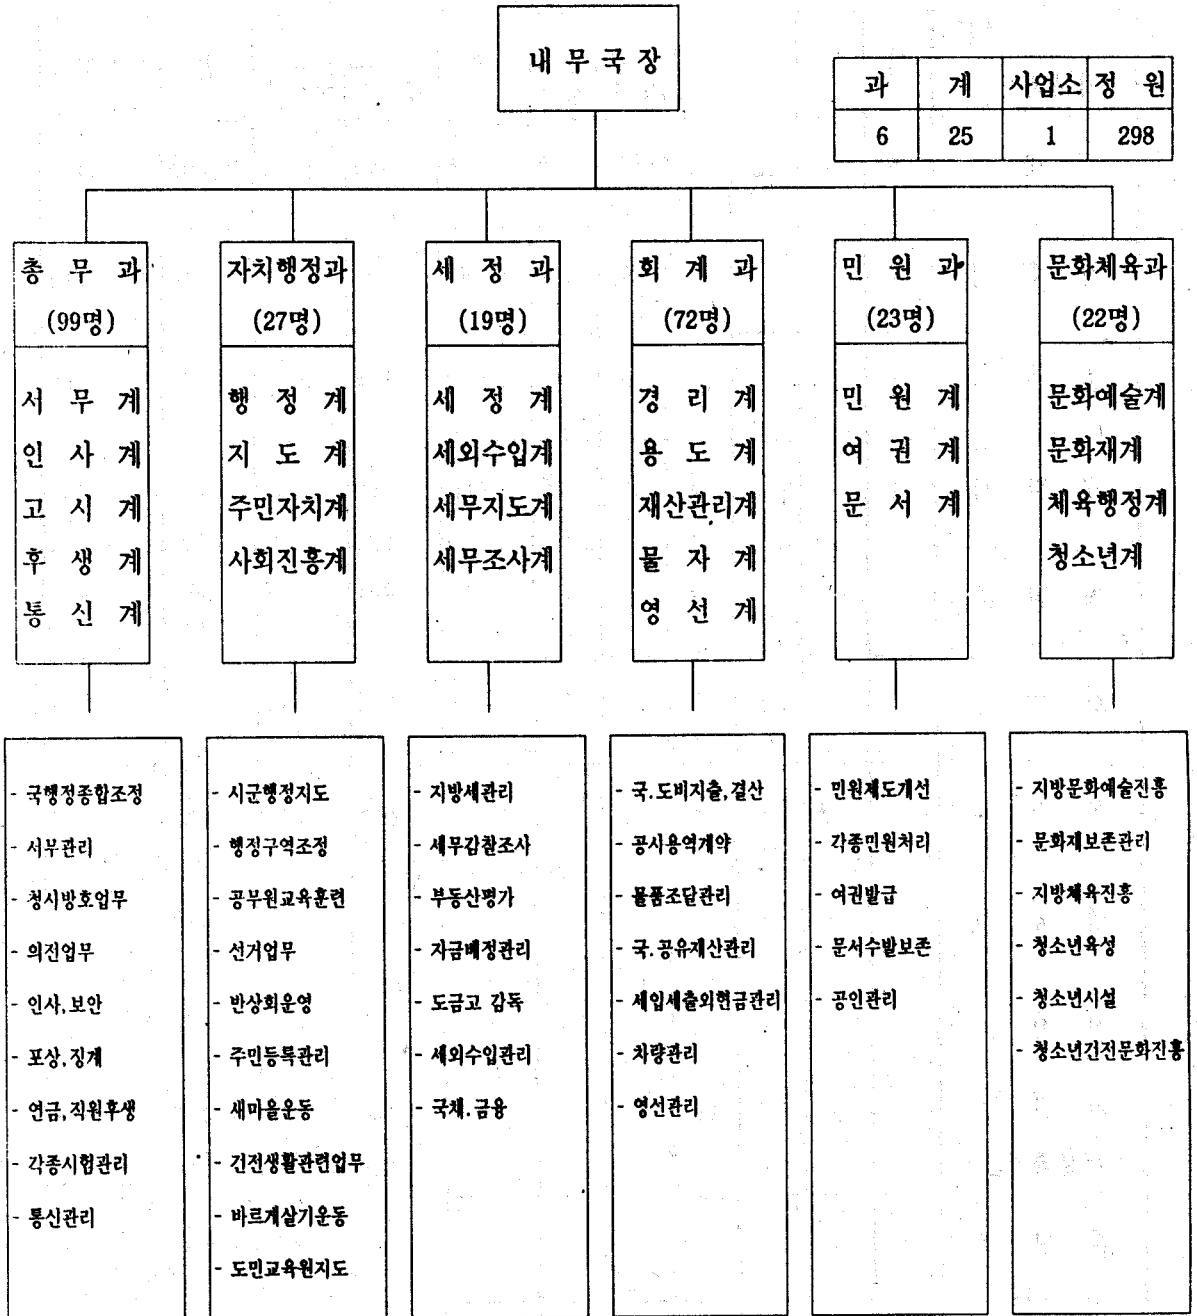 내 무 국 장
과 계 사업소 정 원
6 25 1 298
총 무 과
(99명)
서 무 계
인 사 계
고 시 계
후 생 계
통 신 계
- 국행정종합조정
- 서무관리
- 청사방호업무
- 의전업무
- 인사,보안
- 포상,징계
- 연금,직원후생
- 각종시험관리
- 통신관리
자치행정과
(27명)
행 정 계
지 도 계
주민자치계
사회진흥계
- 시군행정지도
- 행정구역조정
- 공무원교육훈련
- 선거업무
- 반상회운영
- 주민등록관리
- 새마을운동
- 건전생활관련업무
- 바르게살기운동
- 도민교육원지도
세 정 과
(19명)
세 정 계
세외수입계
세무지도계
세무조사계
- 지방세관리
- 세무감찰조사
- 부동산평가
- 자금배정관리
- 도금고 감독
- 세외수입관리
- 국채.금융
회 계 과
(72명)
경 리 계
용 도 계
재산관리계
물 자 계
영 선 계
- 국.도비지출,결산
- 공사용역계약
- 물품조달관리
- 국.공유재산관리
- 세입세출외현금관리
- 차량관리
- 영선관리
민 원 과
(23명)
민 원 계
여 권 계
문 서 계
- 민원제도개선
- 각종민원처리
- 여권발급
- 문서수발보존
- 공인관리
문화체육과
(22명)
문화예술계
문화재계
체육행정계
청소년계
- 지방문화예술진흥
- 문화재보존관리
- 지방체육진흥
- 청소년육성
- 청소년시설
- 청소년건전문화진흥